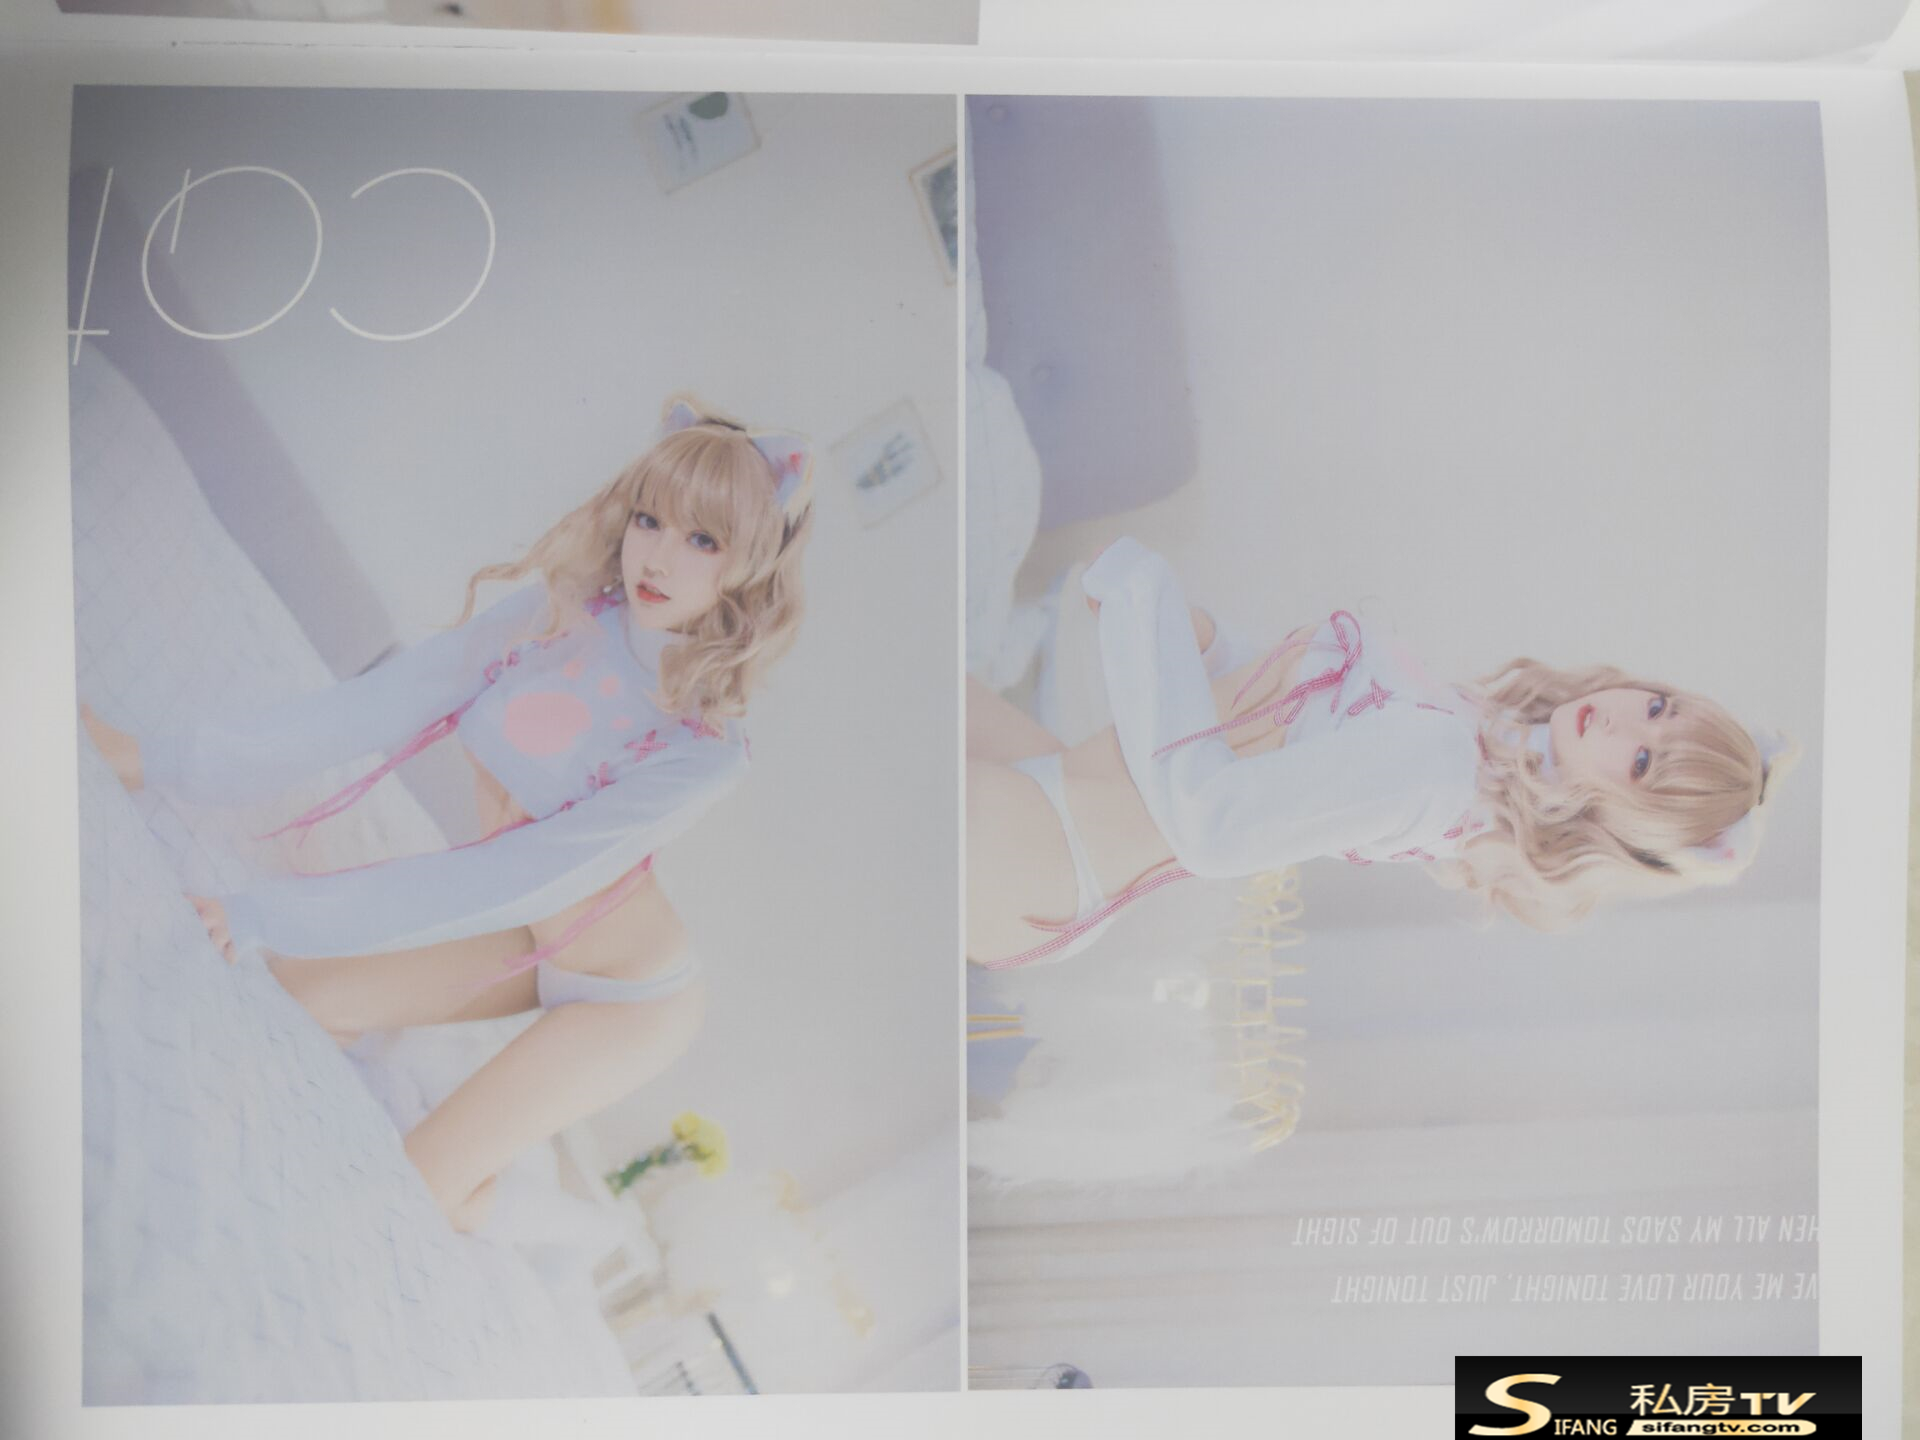 HEN ALL MY SADS TOMORROW'S OUT OF SIGHT
VE ME YOUR LOVE TONIGHT, JUST TONIGHT
SIFANG 私房TV
sifangtv.com